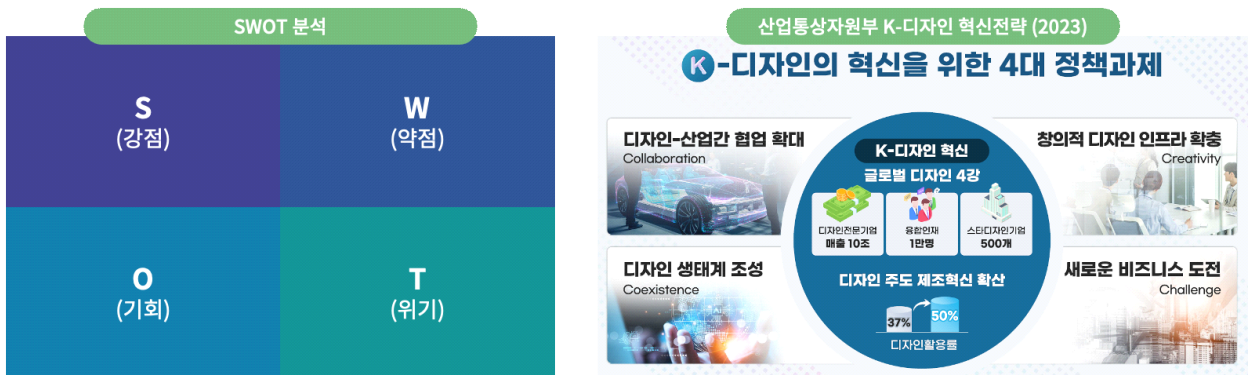 SWOT 분석
S
(강점)
W
(약점)
O
(기회)
T
(위기)
산업통상자원부 K-디자인 혁신전략 (2023)
K-디자인의 혁신을 위한 4대 정책과제
디자인-산업간 협업 확대
Collaboration
창의적 디자인 인프라 확충
Creativity
K-디자인 혁신
글로벌 디자인 4강
디자인전문기업
매출 10조
융합인재
1만명
스타디자인기업
500개
디자인 생태계 조성
Coexistence
새로운 비즈니스 도전
Challenge
디자인 주도 제조혁신 확산
37%
50%
디자인활용률